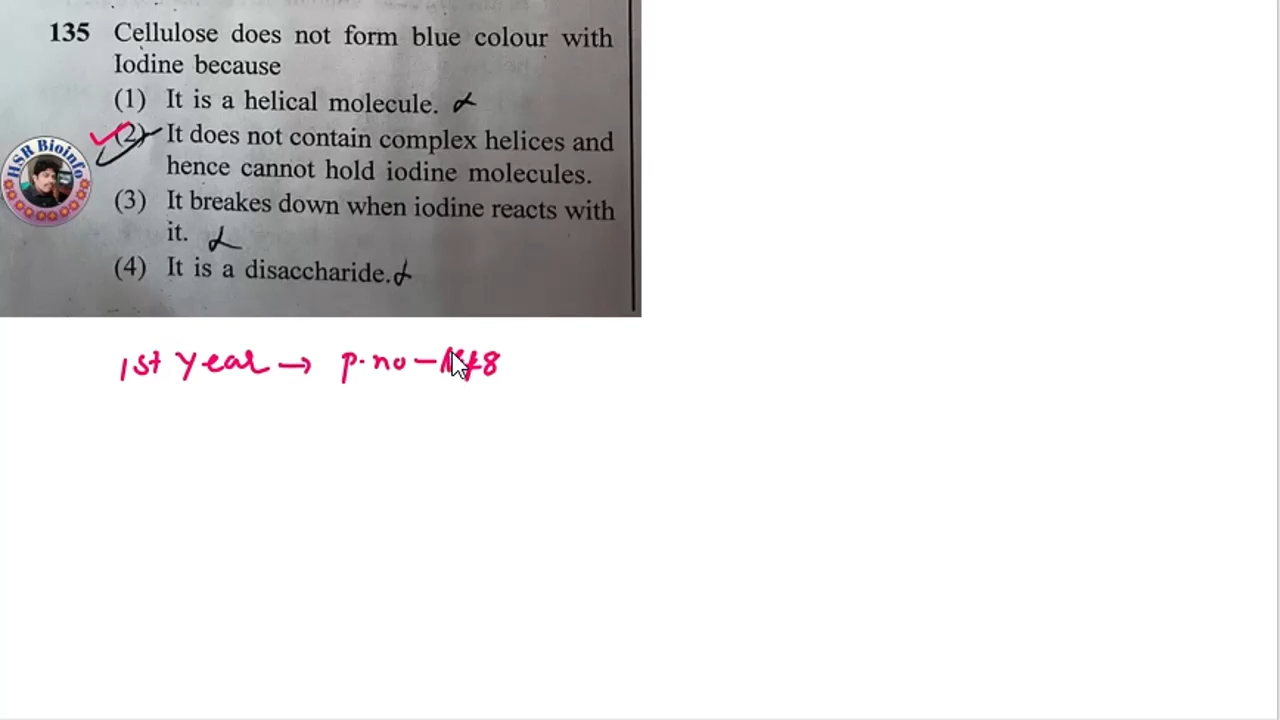 135 Cellulose does not form blue colour with
Iodine because
(1) It is a helical molecule.
(2) It does not contain complex helices and
hence cannot hold iodine molecules.
(3) It breakes down when iodine reacts with
it.
(4) It is a disaccharide.
HSR Bioinfo
1st Year → P.no –